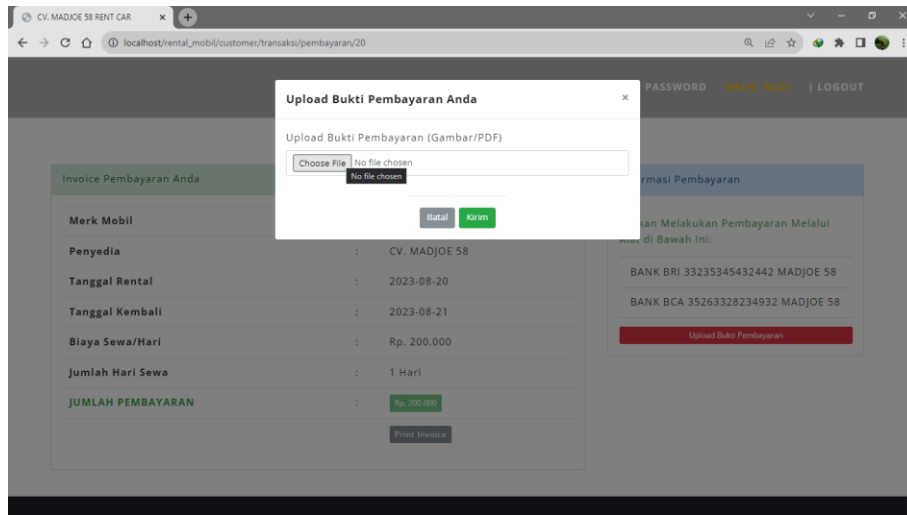 CV. MADJOE 58 RENT CAR
localhost/rental_mobil/customer/transaksi/pembayaran/20
PASSWORD | LOGOUT
Upload Bukti Pembayaran Anda ×
Upload Bukti Pembayaran (Gambar/PDF)
Choose File No file chosen
No file chosen
Batal Kirim
Invoice Pembayaran Anda
Merk Mobil
Penyedia : CV. MADJOE 58
Tanggal Rental : 2023-08-20
Tanggal Kembali : 2023-08-21
Biaya Sewa/Hari : Rp. 200.000
Jumlah Hari Sewa : 1 Hari
JUMLAH PEMBAYARAN : Rp. 200.000
Print Invoice
rmasi Pembayaran
kan Melakukan Pembayaran Melalui
di Bawah Ini:
BANK BRI 33235345432442 MADJOE 58
BANK BCA 35263328234932 MADJOE 58
Upload Bukti Pembayaran